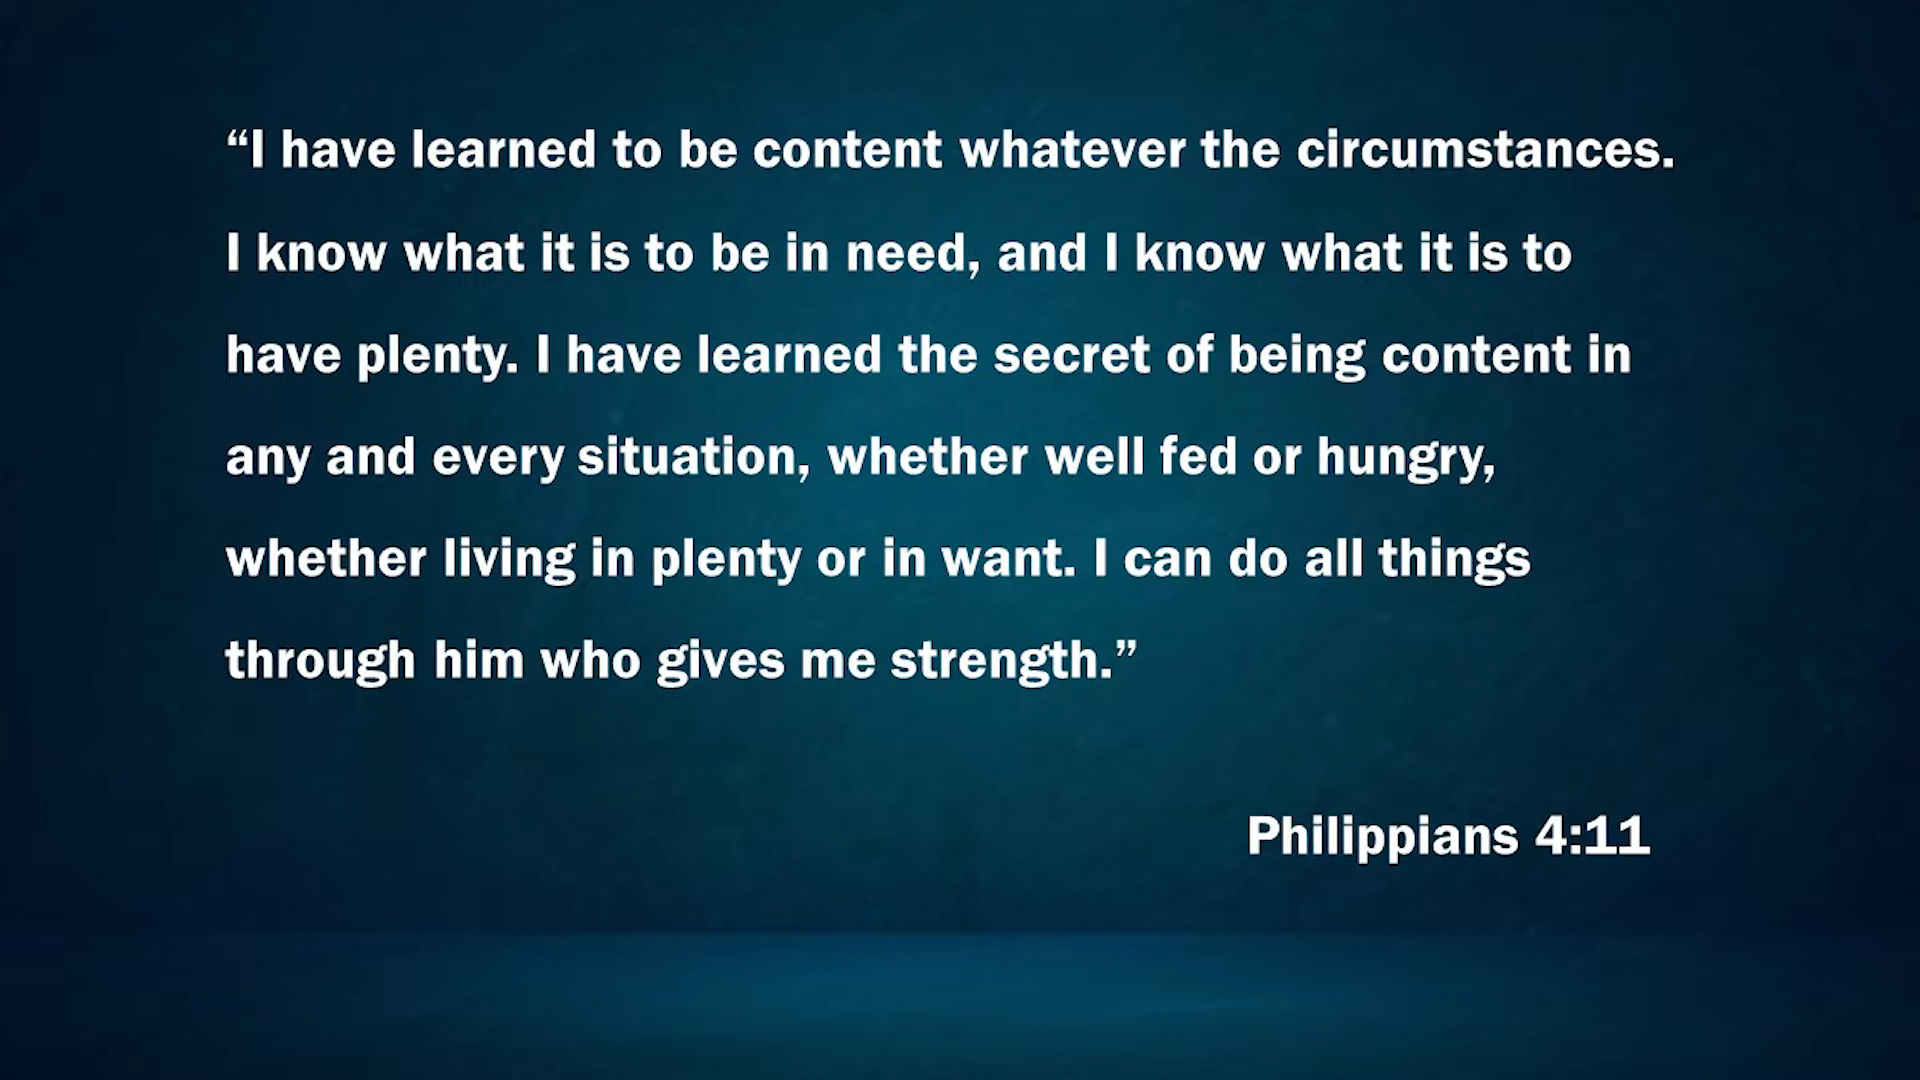 “I have learned to be content whatever the circumstances.
I know what it is to be in need, and I know what it is to
have plenty. I have learned the secret of being content in
any and every situation, whether well fed or hungry,
whether living in plenty or in want. I can do all things
through him who gives me strength.”
Philippians 4:11